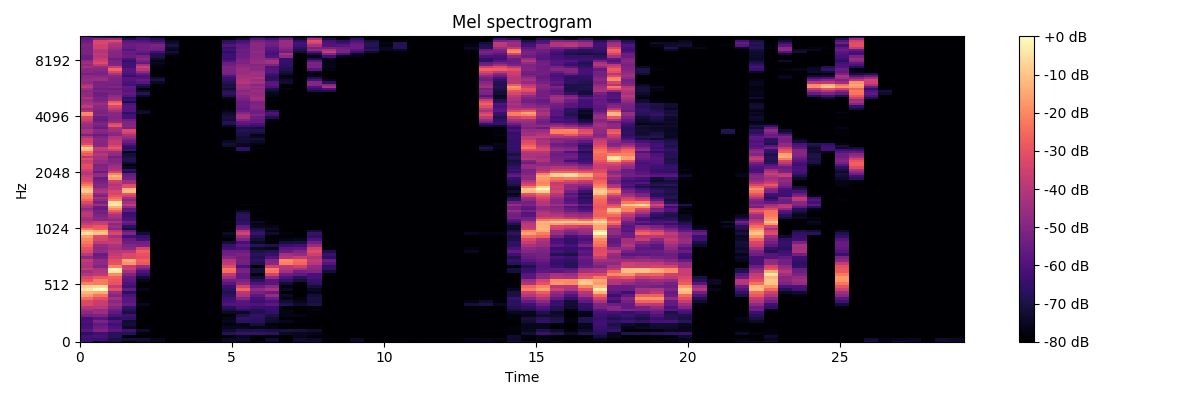 Mel spectrogram
8192
4096
2048
1024
512
0
Hz
0 5 10 15 20 25
Time
+0 dB
-10 dB
-20 dB
-30 dB
-40 dB
-50 dB
-60 dB
-70 dB
-80 dB